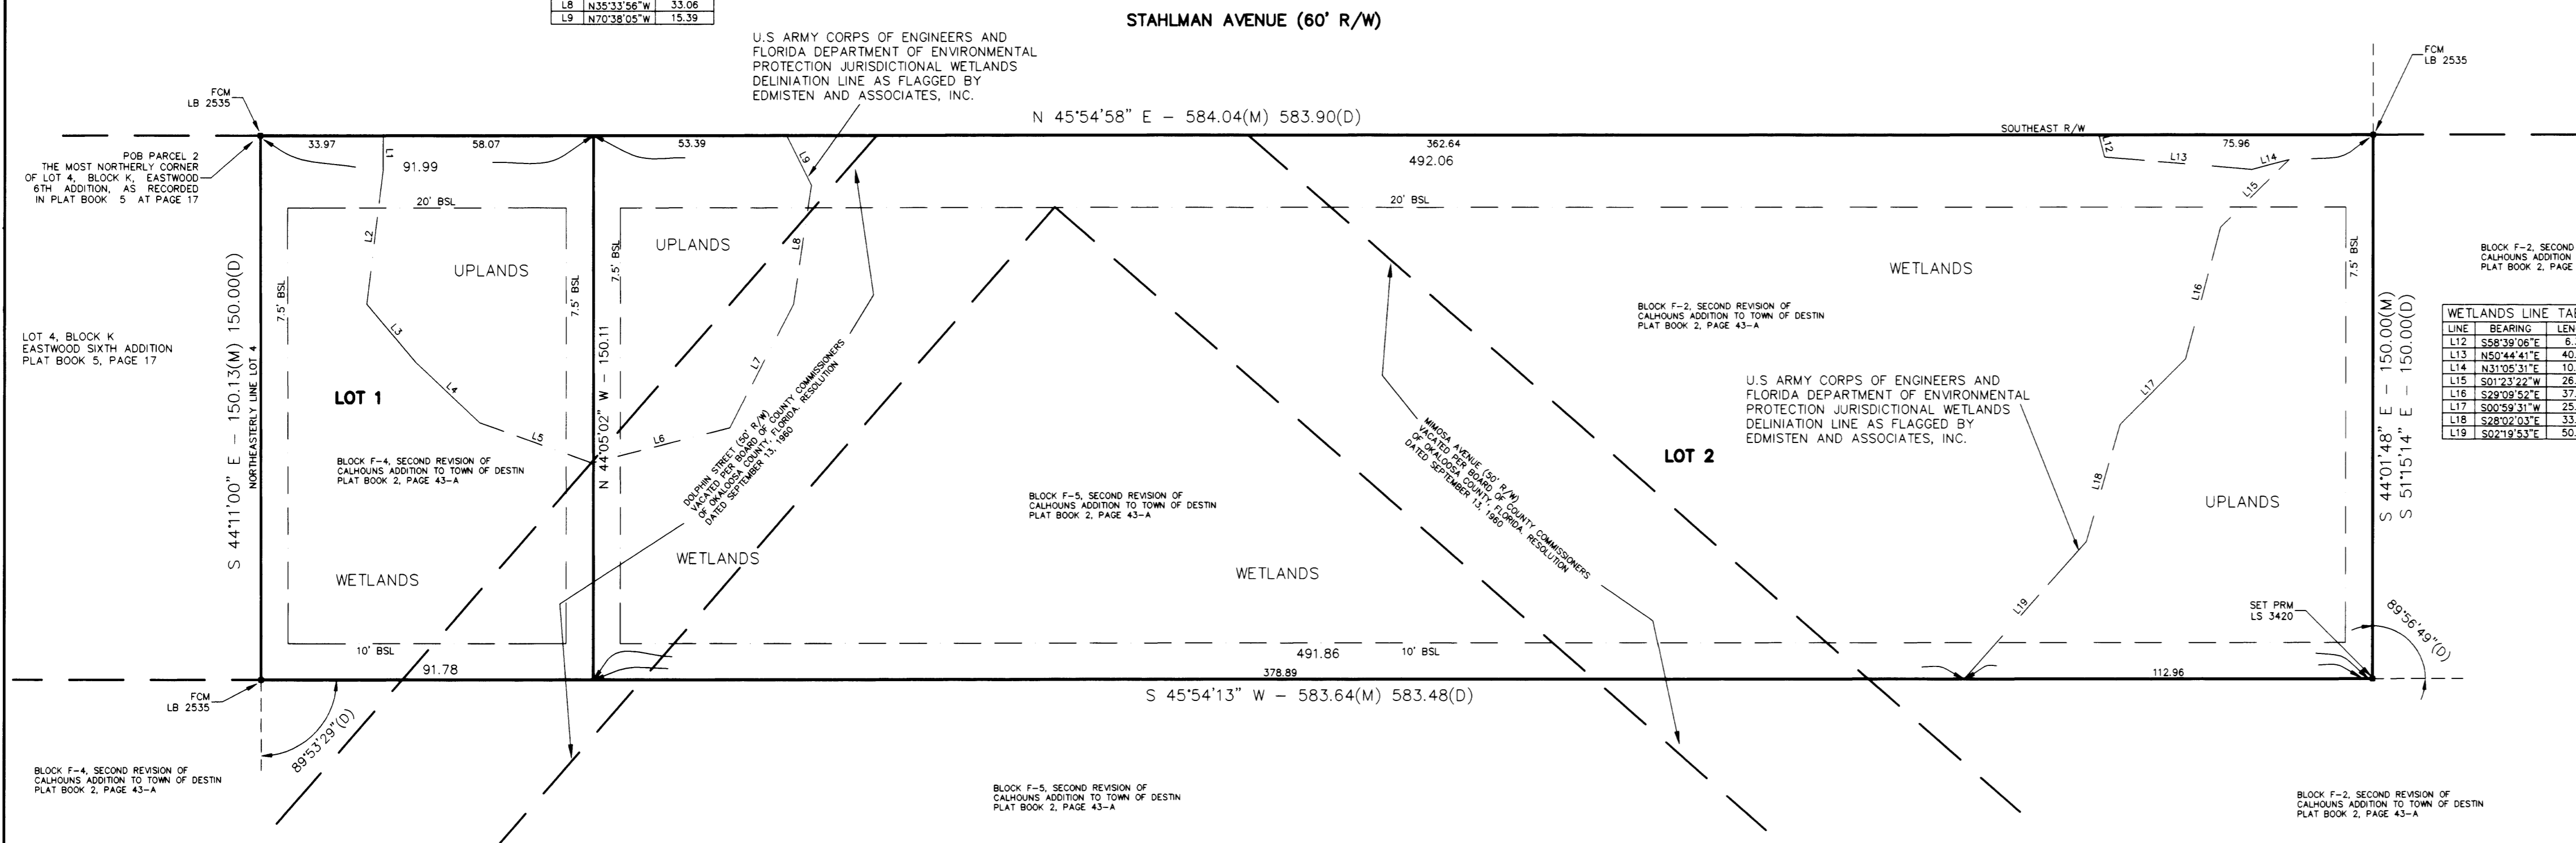 L8 N35°33'56"W 33.06
L9 N70°38'05"W 15.39
STAHLMAN AVENUE (60' R/W)
U.S ARMY CORPS OF ENGINEERS AND
FLORIDA DEPARTMENT OF ENVIRONMENTAL
PROTECTION JURISDICTIONAL WETLANDS
DELINIATION LINE AS FLAGGED BY
EDMISTEN AND ASSOCIATES, INC.
FCM
LB 2535
FCM
LB 2535
N 45°54'58" E - 584.04(M) 583.90(D)
SOUTHEAST R/W
POB PARCEL 2
THE MOST NORTHERLY CORNER
OF LOT 4, BLOCK K, EASTWOOD
6TH ADDITION, AS RECORDED
IN PLAT BOOK 5 AT PAGE 17
33.97
58.07
53.39
362.64
75.96
91.99
492.06
L1
L9
L12
L13
L14
L15
20' BSL
20' BSL
L2
L8
UPLANDS
UPLANDS
WETLANDS
7.5' BSL
7.5' BSL
7.5' BSL
7.5' BSL
BLOCK F-2, SECOND
CALHOUNS ADDITION
PLAT BOOK 2, PAGE
L16
BLOCK F-2, SECOND REVISION OF
CALHOUNS ADDITION TO TOWN OF DESTIN
PLAT BOOK 2, PAGE 43-A
LOT 4, BLOCK K
EASTWOOD SIXTH ADDITION
PLAT BOOK 5, PAGE 17
S 44°11'00" E - 150.13(M) 150.00(D)
NORTHEASTERLY LINE LOT 4
L3
L4
L5
L6
L7
LOT 1
N 44°05'02" W - 150.11
BLOCK F-4, SECOND REVISION OF
CALHOUNS ADDITION TO TOWN OF DESTIN
PLAT BOOK 2, PAGE 43-A
DOLPHIN STREET (50' R/W)
VACATED PER BOARD OF COUNTY COMMISSIONERS
OF OKALOOSA COUNTY, FLORIDA. RESOLUTION
DATED SEPTEMBER 13, 1960
MIMOSA AVENUE (50' R/W)
VACATED PER BOARD OF COUNTY COMMISSIONERS
OF OKALOOSA COUNTY, FLORIDA. RESOLUTION
DATED SEPTEMBER 13, 1960
U.S ARMY CORPS OF ENGINEERS AND
FLORIDA DEPARTMENT OF ENVIRONMENTAL
PROTECTION JURISDICTIONAL WETLANDS
DELINIATION LINE AS FLAGGED BY
EDMISTEN AND ASSOCIATES, INC.
LOT 2
L17
L18
S 44°01'48" E - 150.00(M)
S 51°15'14" E - 150.00(D)
WETLANDS LINE TAB
LINE BEARING LEN
L12 S58°39'06"E 6.
L13 N50°44'41"E 40.
L14 N31°05'31"E 10.
L15 S01°23'22"W 26.
L16 S29°09'52"E 37.
L17 S00°59'31"W 25.
L18 S28°02'03"E 33.
L19 S02°19'53"E 50.
BLOCK F-5, SECOND REVISION OF
CALHOUNS ADDITION TO TOWN OF DESTIN
PLAT BOOK 2, PAGE 43-A
UPLANDS
WETLANDS
WETLANDS
WETLANDS
L19
SET PRM
LS 3420
89°56'49"(D)
10' BSL
10' BSL
91.78
491.86
378.89
112.96
FCM
LB 2535
S 45°54'13" W - 583.64(M) 583.48(D)
89°53'29"(D)
BLOCK F-4, SECOND REVISION OF
CALHOUNS ADDITION TO TOWN OF DESTIN
PLAT BOOK 2, PAGE 43-A
BLOCK F-5, SECOND REVISION OF
CALHOUNS ADDITION TO TOWN OF DESTIN
PLAT BOOK 2, PAGE 43-A
BLOCK F-2, SECOND REVISION OF
CALHOUNS ADDITION TO TOWN OF DESTIN
PLAT BOOK 2, PAGE 43-A